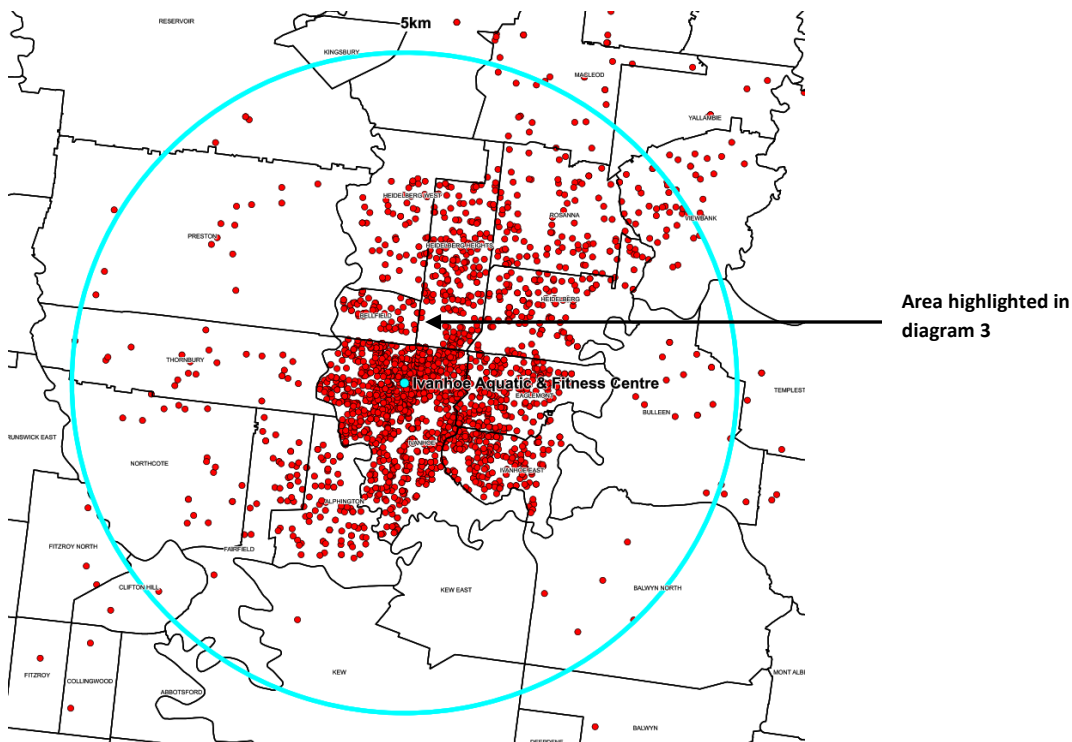 RESERVOIR
5km
KINGSBURY
MACLEOD
YALLAMBIE
HEIDELBERG WEST
ROSANNA
VIEWBANK
PRESTON
HEIDELBERG HEIGHTS
HEIDELBERG
Area highlighted in
diagram 3
BELLFIELD
THORNBURY
Ivanhoe Aquatic & Fitness Centre
TEMPLEST
EAGLEMONT
BULLEEN
RUNSWICK EAST
IVANHOE
NORTHCOTE
IVANHOE EAST
ALPHINGTON
FITZROY NORTH
FAIRFIELD
CLIFTON HILL
KEW EAST
BALWYN NORTH
FITZROY
KEW
MONT ALB
COLLINGWOOD
ABBOTSFORD
BALWYN